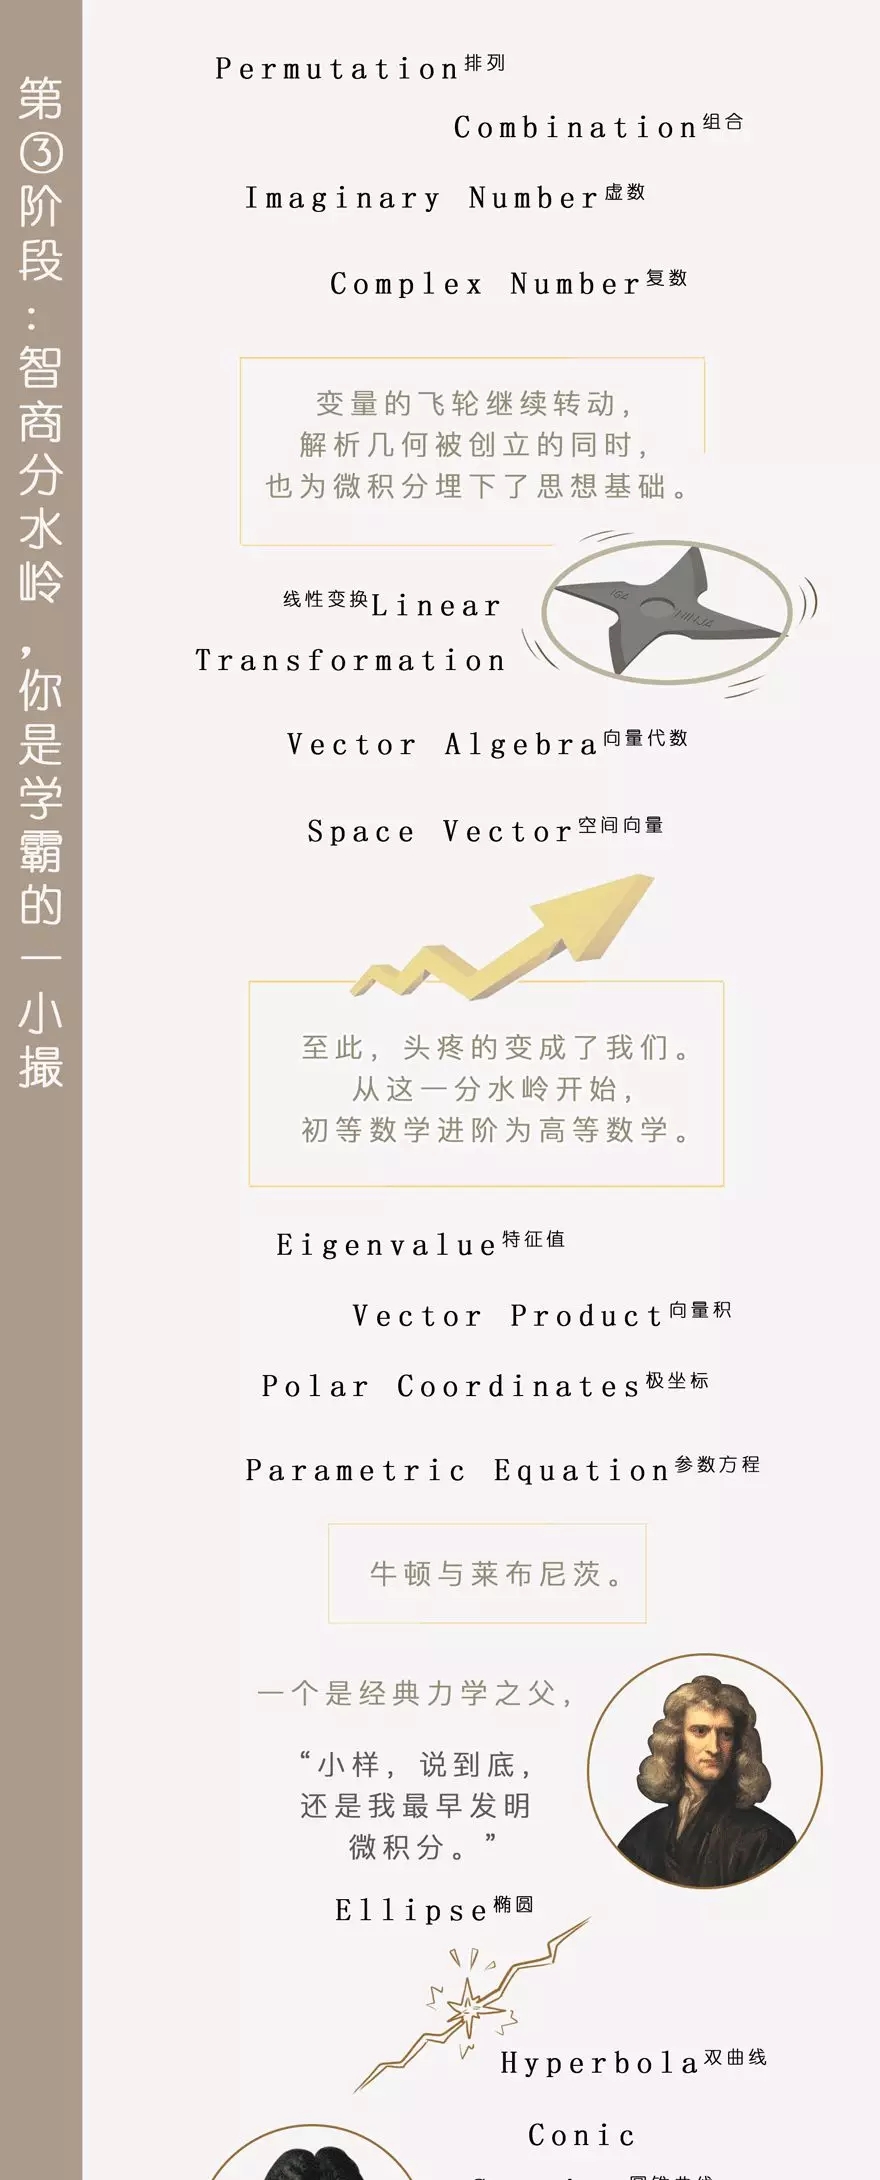 第③阶段：智商分水岭，你是学霸的一小撮
Permutation排列
Combination组合
Imaginary Number虚数
Complex Number复数
变量的飞轮继续转动，
解析几何被创立的同时，
也为微积分埋下了思想基础。
IGA NINJA
线性变换Linear
Transformation
Vector Algebra向量代数
Space Vector空间向量
至此，头疼的变成了我们。
从这一分水岭开始，
初等数学进阶为高等数学。
Eigenvalue特征值
Vector Product向量积
Polar Coordinates极坐标
Parametric Equation参数方程
牛顿与莱布尼茨。
一个是经典力学之父，
“小样，说到底，
还是我最早发明
微积分。”
Ellipse椭圆
Hyperbola双曲线
Conic